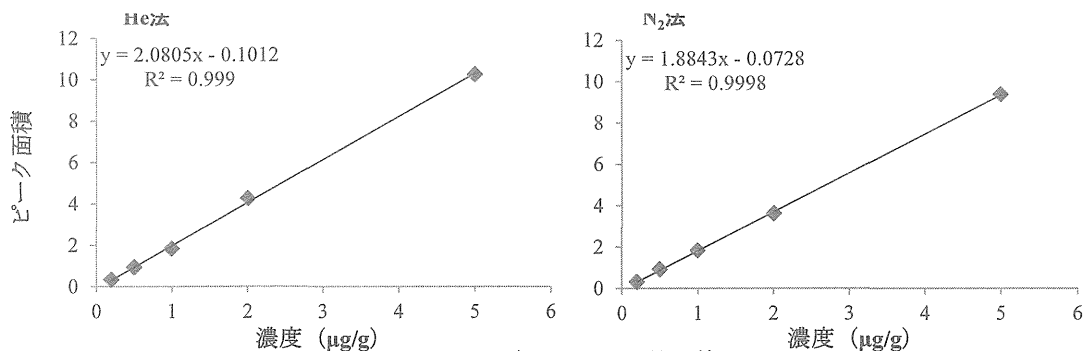 He法
12
y = 2.0805x - 0.1012
R² = 0.999
10
8
6
4
2
0
ピーク面積
0 1 2 3 4 5 6
濃度 (μg/g)
N₂法
12
y = 1.8843x - 0.0728
R² = 0.9998
10
8
6
4
2
0
0 1 2 3 4 5 6
濃度 (μg/g)